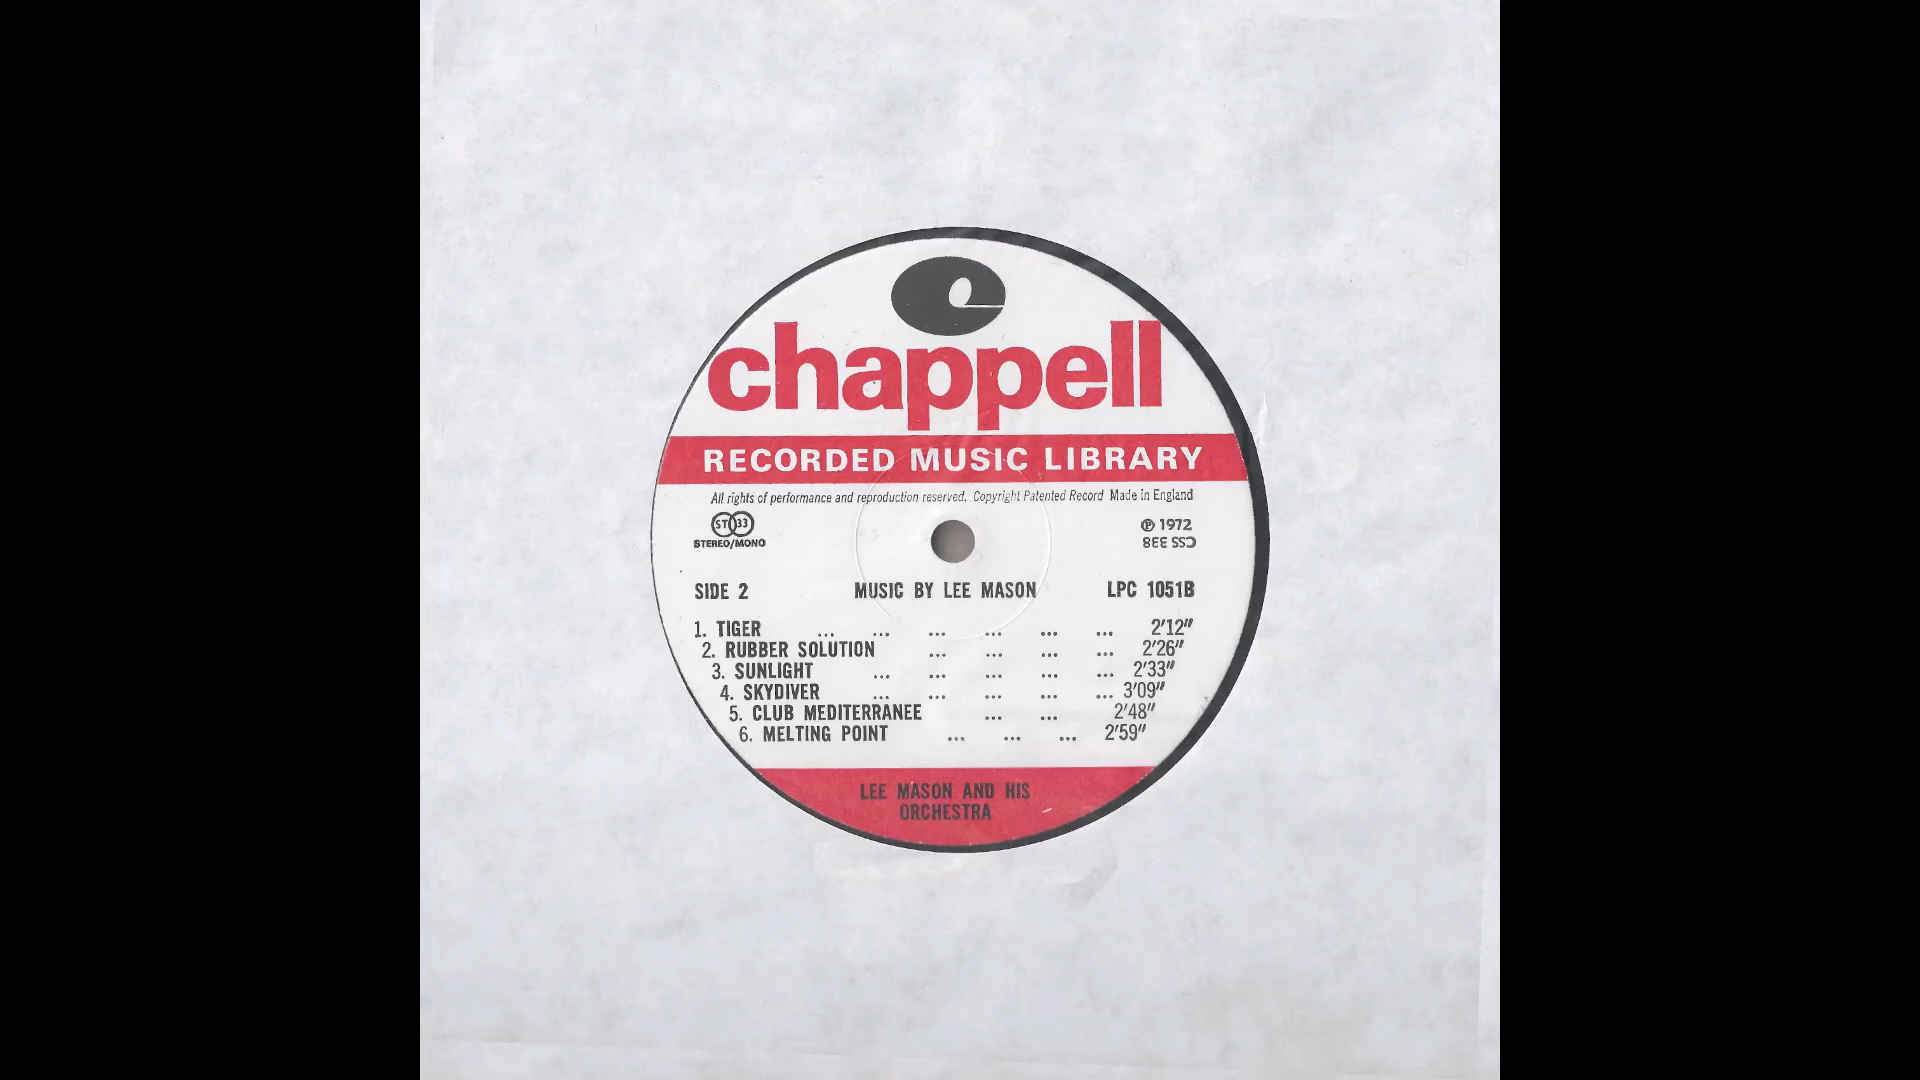 chappell
RECORDED MUSIC LIBRARY
All rights of performance and reproduction reserved. Copyright Patented Record Made in England
ST 33
STEREO/MONO
℗ 1972
SIDE 2 MUSIC BY LEE MASON LPC 1051B
1. TIGER ... ... ... ... ... ... 2'12"
2. RUBBER SOLUTION ... ... ... ... 2'26"
3. SUNLIGHT ... ... ... ... ... 2'33"
4. SKYDIVER ... ... ... ... ... 3'09"
5. CLUB MEDITERRANEE ... ... 2'48"
6. MELTING POINT ... ... ... 2'59"
LEE MASON AND HIS
ORCHESTRA